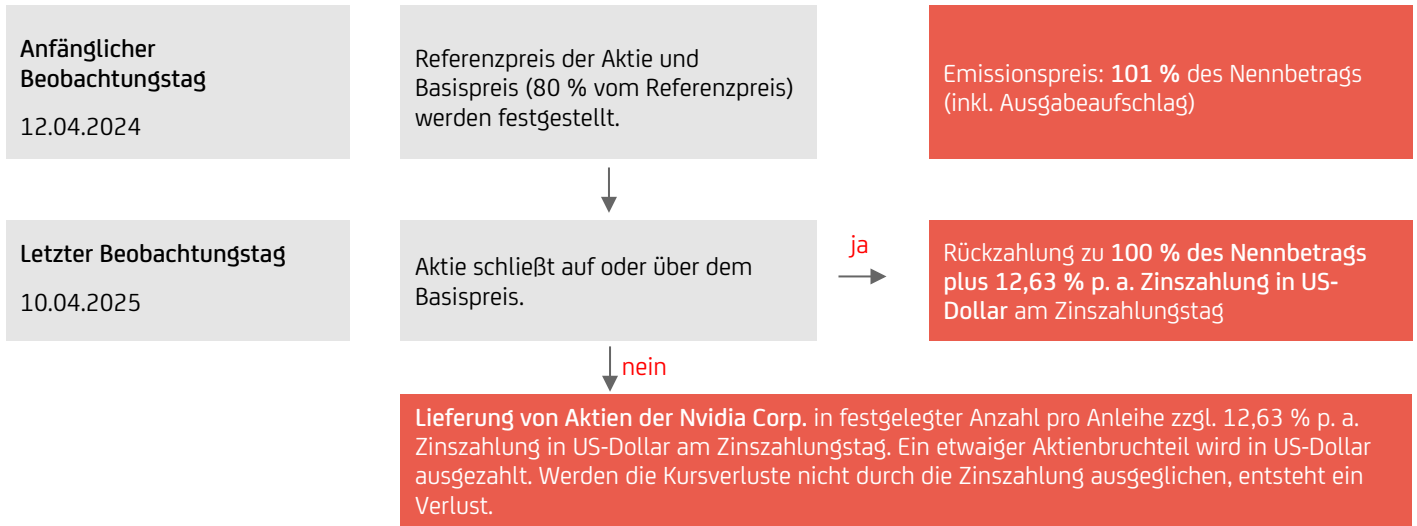 Anfänglicher
Beobachtungstag
12.04.2024
Referenzpreis der Aktie und
Basispreis (80 % vom Referenzpreis)
werden festgestellt.
Emissionspreis: 101 % des Nennbetrags
(inkl. Ausgabeaufschlag)
Letzter Beobachtungstag
10.04.2025
Aktie schließt auf oder über dem
Basispreis.
ja
Rückzahlung zu 100 % des Nennbetrags
plus 12,63 % p. a. Zinszahlung in US-
Dollar am Zinszahlungstag
nein
Lieferung von Aktien der Nvidia Corp. in festgelegter Anzahl pro Anleihe zzgl. 12,63 % p. a.
Zinszahlung in US-Dollar am Zinszahlungstag. Ein etwaiger Aktienbruchteil wird in US-Dollar
ausgezahlt. Werden die Kursverluste nicht durch die Zinszahlung ausgeglichen, entsteht ein
Verlust.